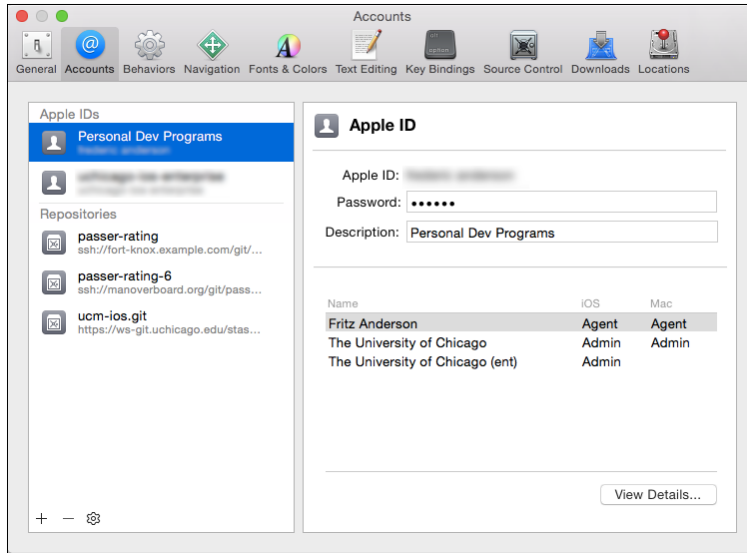 Accounts
General Accounts Behaviors Navigation Fonts & Colors Text Editing Key Bindings Source Control Downloads Locations
Apple IDs
Personal Dev Programs
Repositories
passer-rating
ssh://fort-knox.example.com/git/...
passer-rating-6
ssh://manoverboard.org/git/pass...
ucm-ios.git
https://ws-git.uchicago.edu/stas...
Apple ID
Apple ID:
Password: ••••••
Description: Personal Dev Programs
Name iOS Mac
Fritz Anderson Agent Agent
The University of Chicago Admin Admin
The University of Chicago (ent) Admin
View Details...